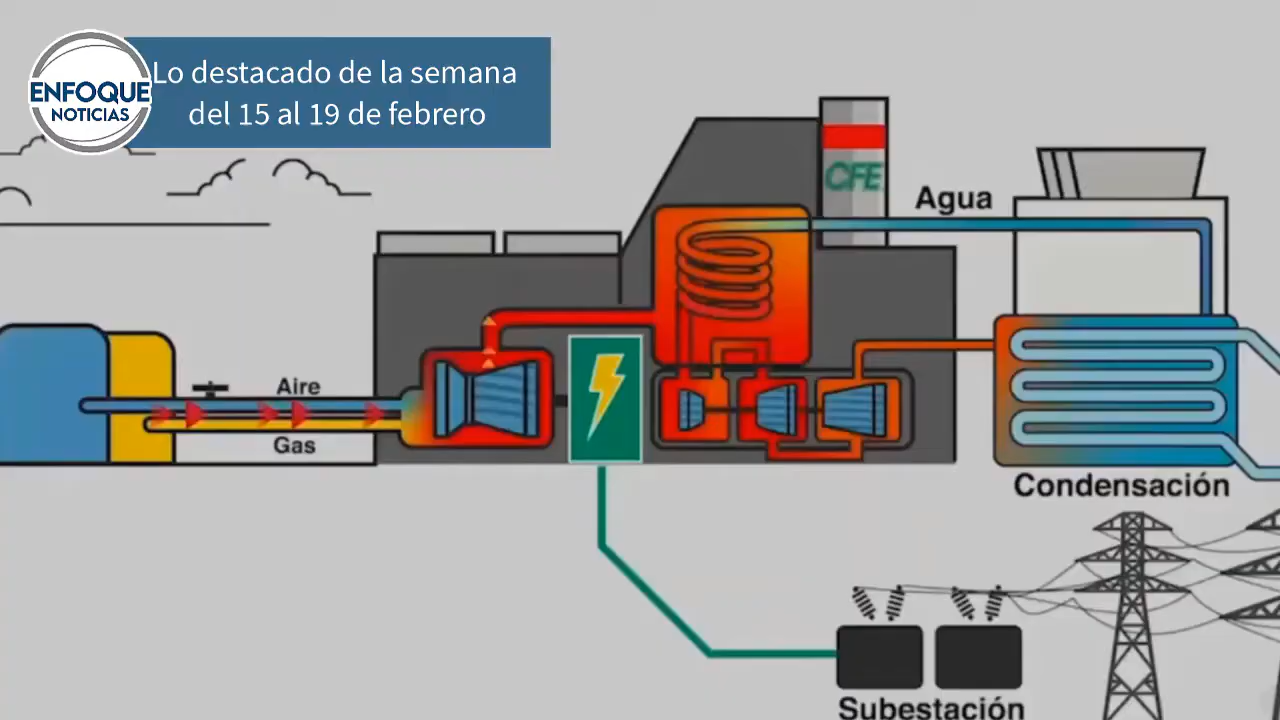 ENFOQUE
NOTICIAS
Lo destacado de la semana
del 15 al 19 de febrero
CFE
Agua
Aire
Gas
Condensación
Subestación